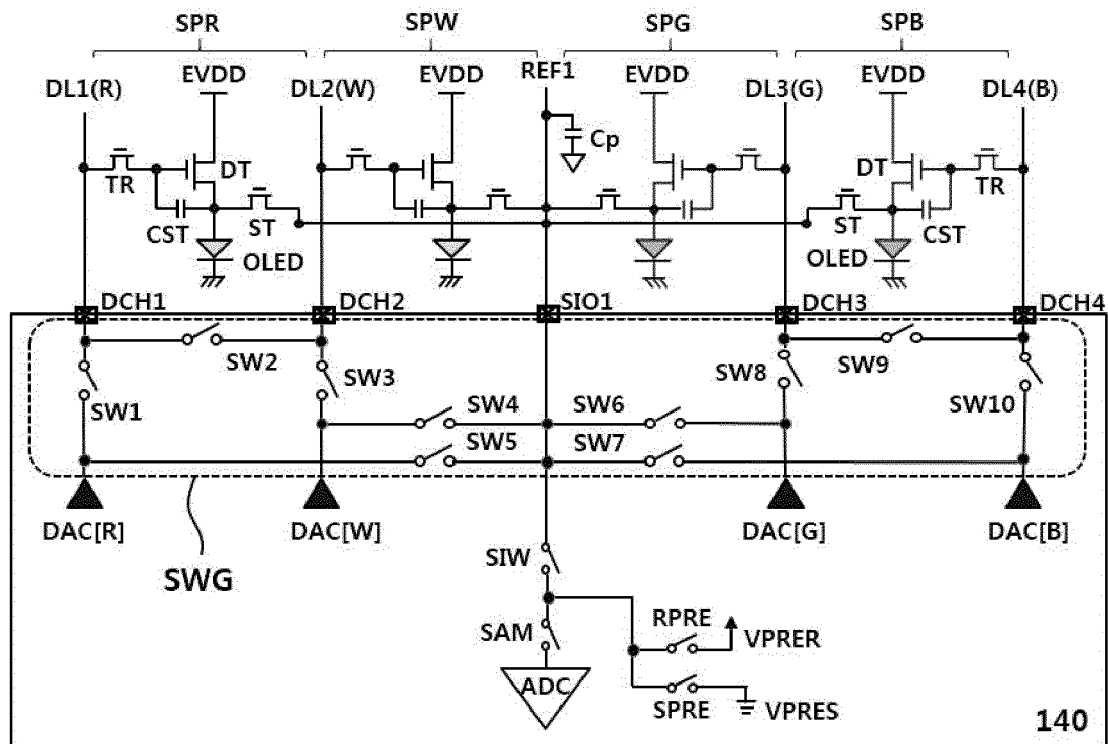 SPR SPW SPG SPB
DL1(R) EVDD DL2(W) EVDD REF1 EVDD DL3(G) EVDD DL4(B)
Cp
TR DT DT TR
CST ST ST CST
OLED OLED
DCH1 DCH2 SIO1 DCH3 DCH4
SW2 SW3 SW8 SW9
SW1 SW4 SW6 SW10
SW5 SW7
DAC[R] DAC[W] DAC[G] DAC[B]
SWG SIW
SAM RPRE VPRER
ADC SPRE VPRES
140